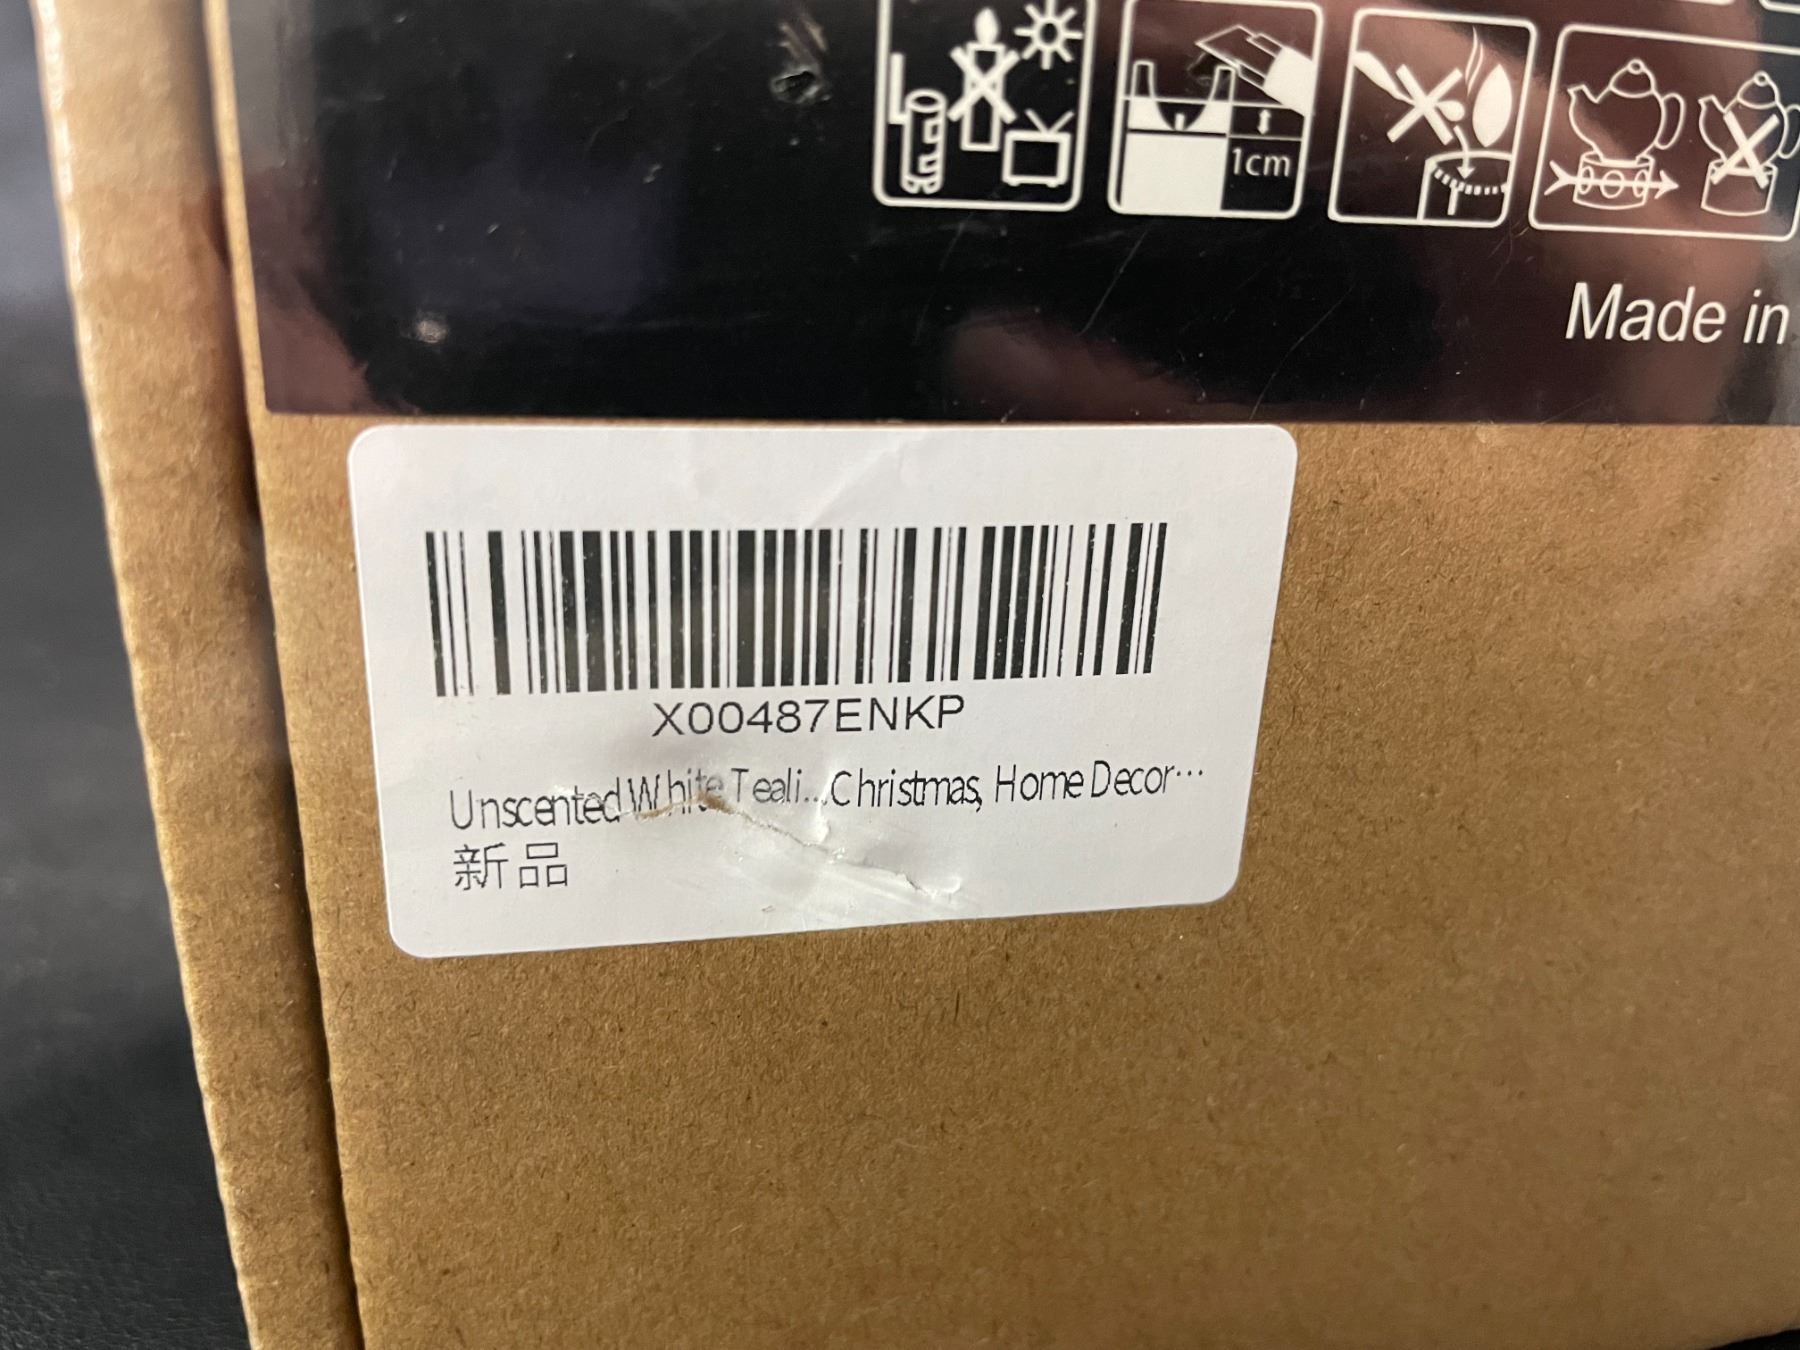 1cm
Made in
X00487ENKP
Unscented White Teali...Christmas, Home Decor···
新品